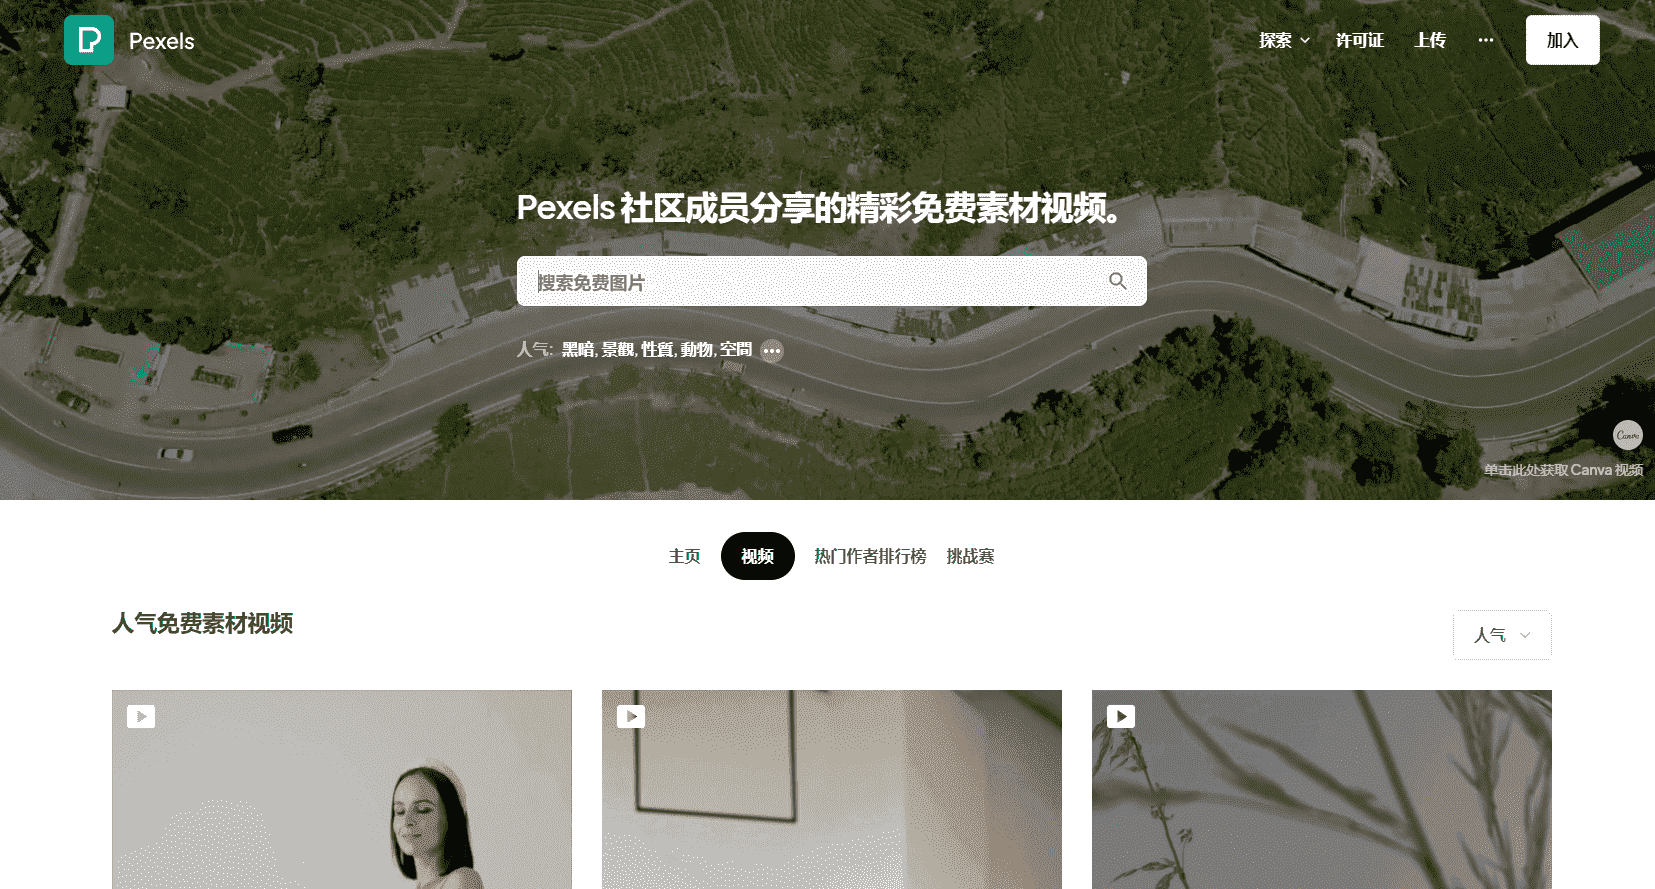 Pexels
探索
许可证
上传
加入
Pexels 社区成员分享的精彩免费素材视频。
搜索免费图片
人气: 黑暗, 景觀, 性質, 動物, 空間
Canva
单击此处获取 Canva 视频
主页
视频
热门作者排行榜
挑战赛
人气免费素材视频
人气